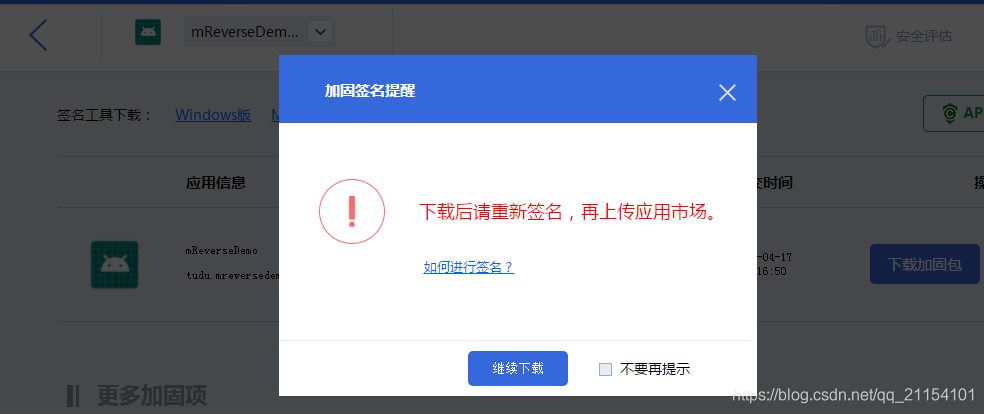 mReverseDem...
安全评估
加固签名提醒
签名工具下载： Windows版
应用信息
签时间
mReverseDemo
tudu.mreversedem
-04-17
16:50
下载加固包
下载后请重新签名，再上传应用市场。
如何进行签名？
继续下载
不要再提示
更多加固项
https://blog.csdn.net/qq_21154101